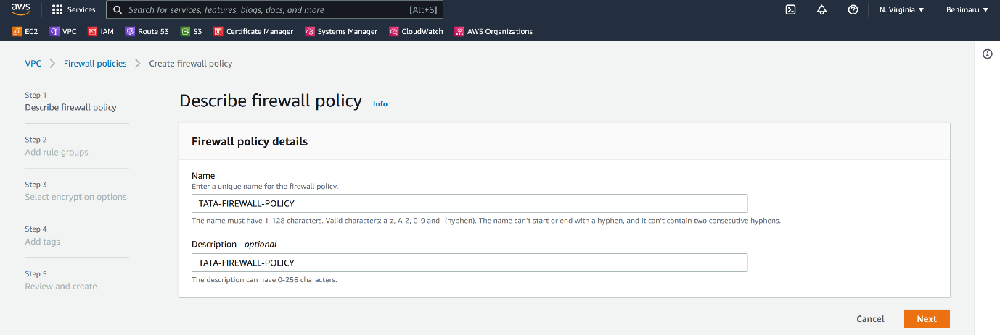 aws Services Search for services, features, blogs, docs, and more [Alt+S] N. Virginia Benimaru
EC2 VPC IAM Route 53 S3 Certificate Manager Systems Manager CloudWatch AWS Organizations
VPC Firewall policies Create firewall policy
Step 1
Describe firewall policy
Step 2
Add rule groups
Step 3
Select encryption options
Step 4
Add tags
Step 5
Review and create
Describe firewall policy Info
Firewall policy details
Name
Enter a unique name for the firewall policy.
TATA-FIREWALL-POLICY
The name must have 1-128 characters. Valid characters: a-z, A-Z, 0-9 and -(hyphen). The name can't start or end with a hyphen, and it can't contain two consecutive hyphens.
Description - optional
TATA-FIREWALL-POLICY
The description can have 0-256 characters.
Cancel Next